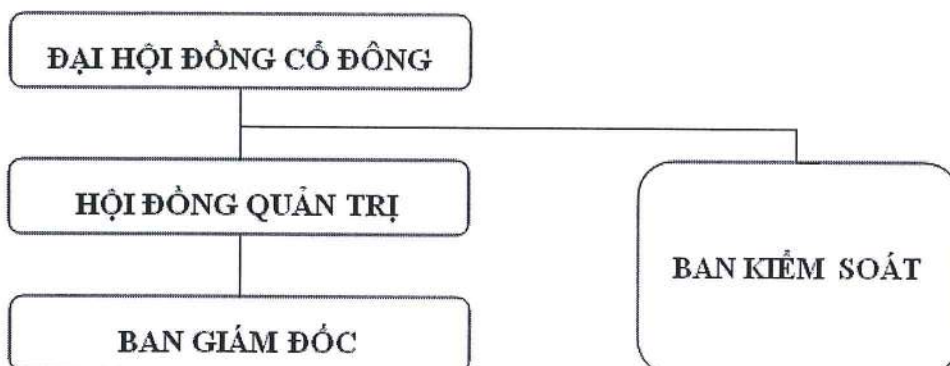 ĐẠI HỘI ĐỒNG CỔ ĐÔNG
HỘI ĐỒNG QUẢN TRỊ
BAN KIỂM SOÁT
BAN GIÁM ĐỐC